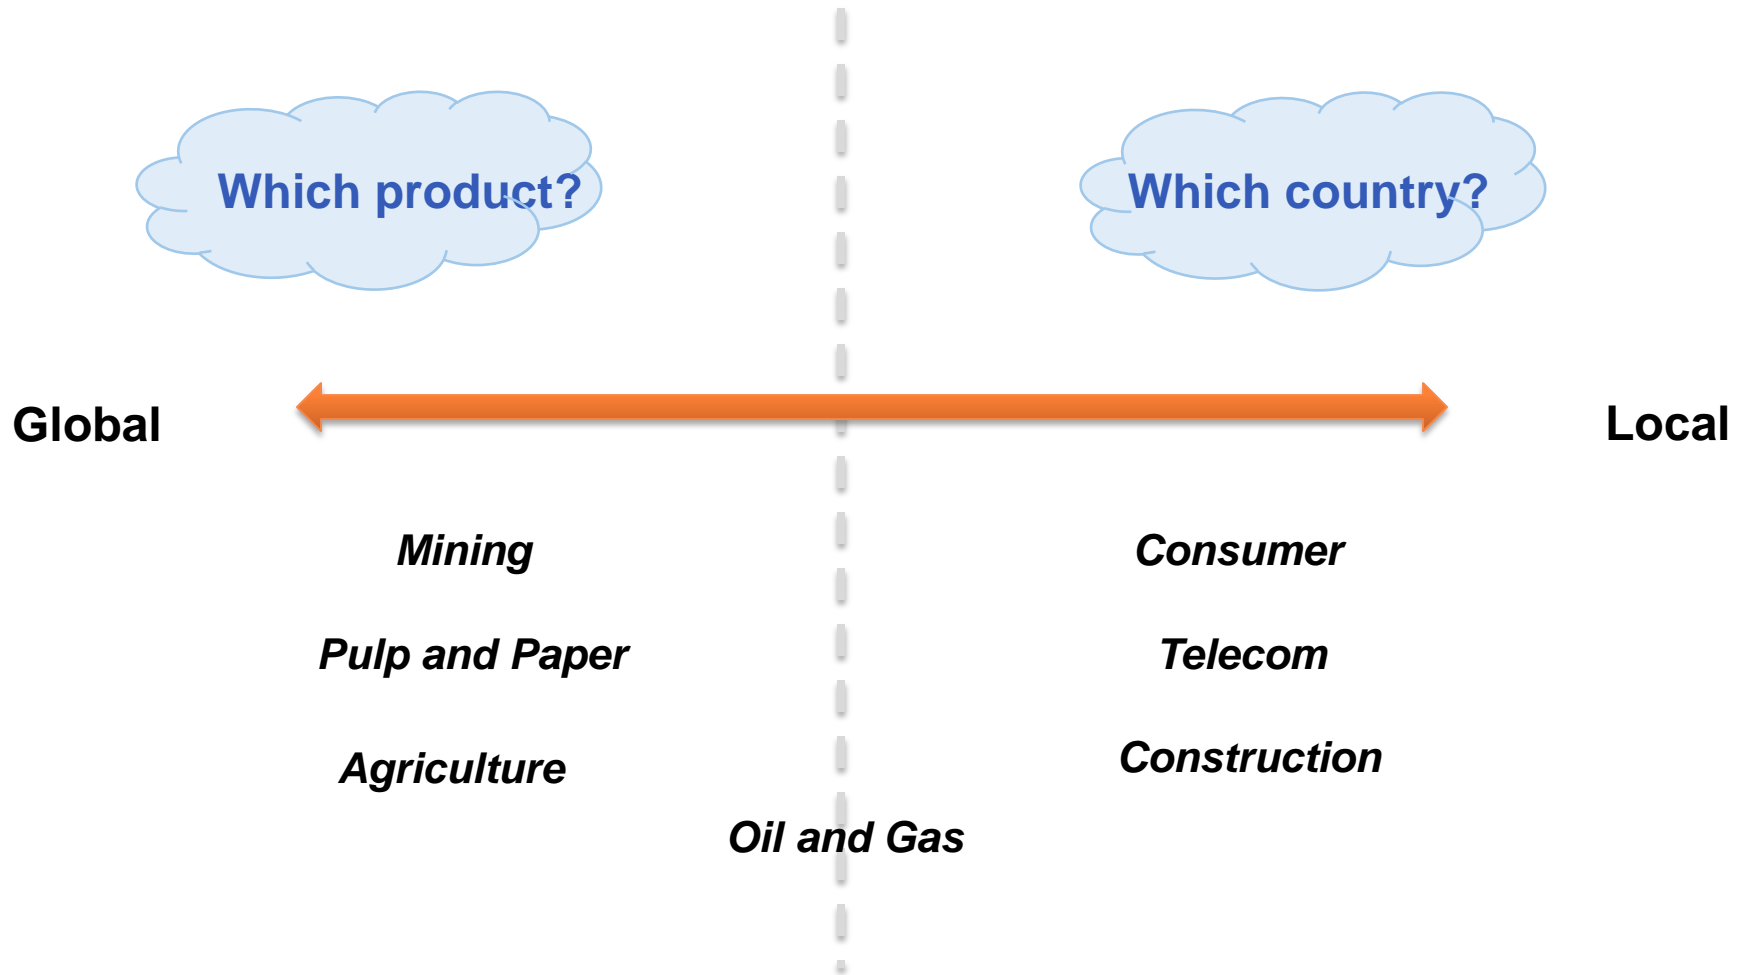 Which product?
Which country?
Global
Local
Mining
Consumer
Pulp and Paper
Telecom
Agriculture
Construction
Oil and Gas